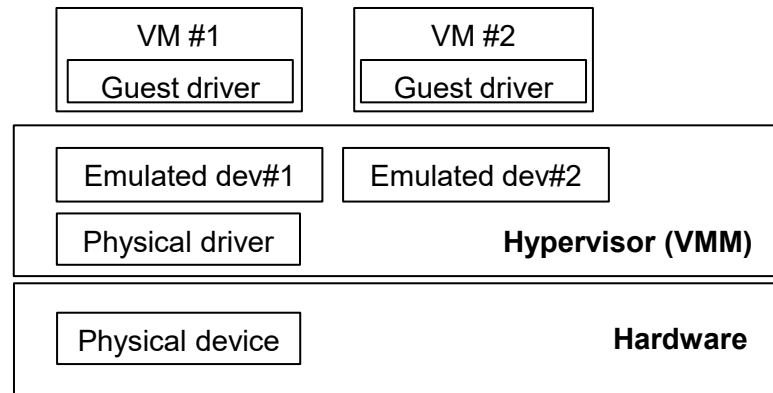 VM #1
VM #2
Guest driver
Guest driver
Emulated dev#1
Emulated dev#2
Physical driver
Hypervisor (VMM)
Physical device
Hardware